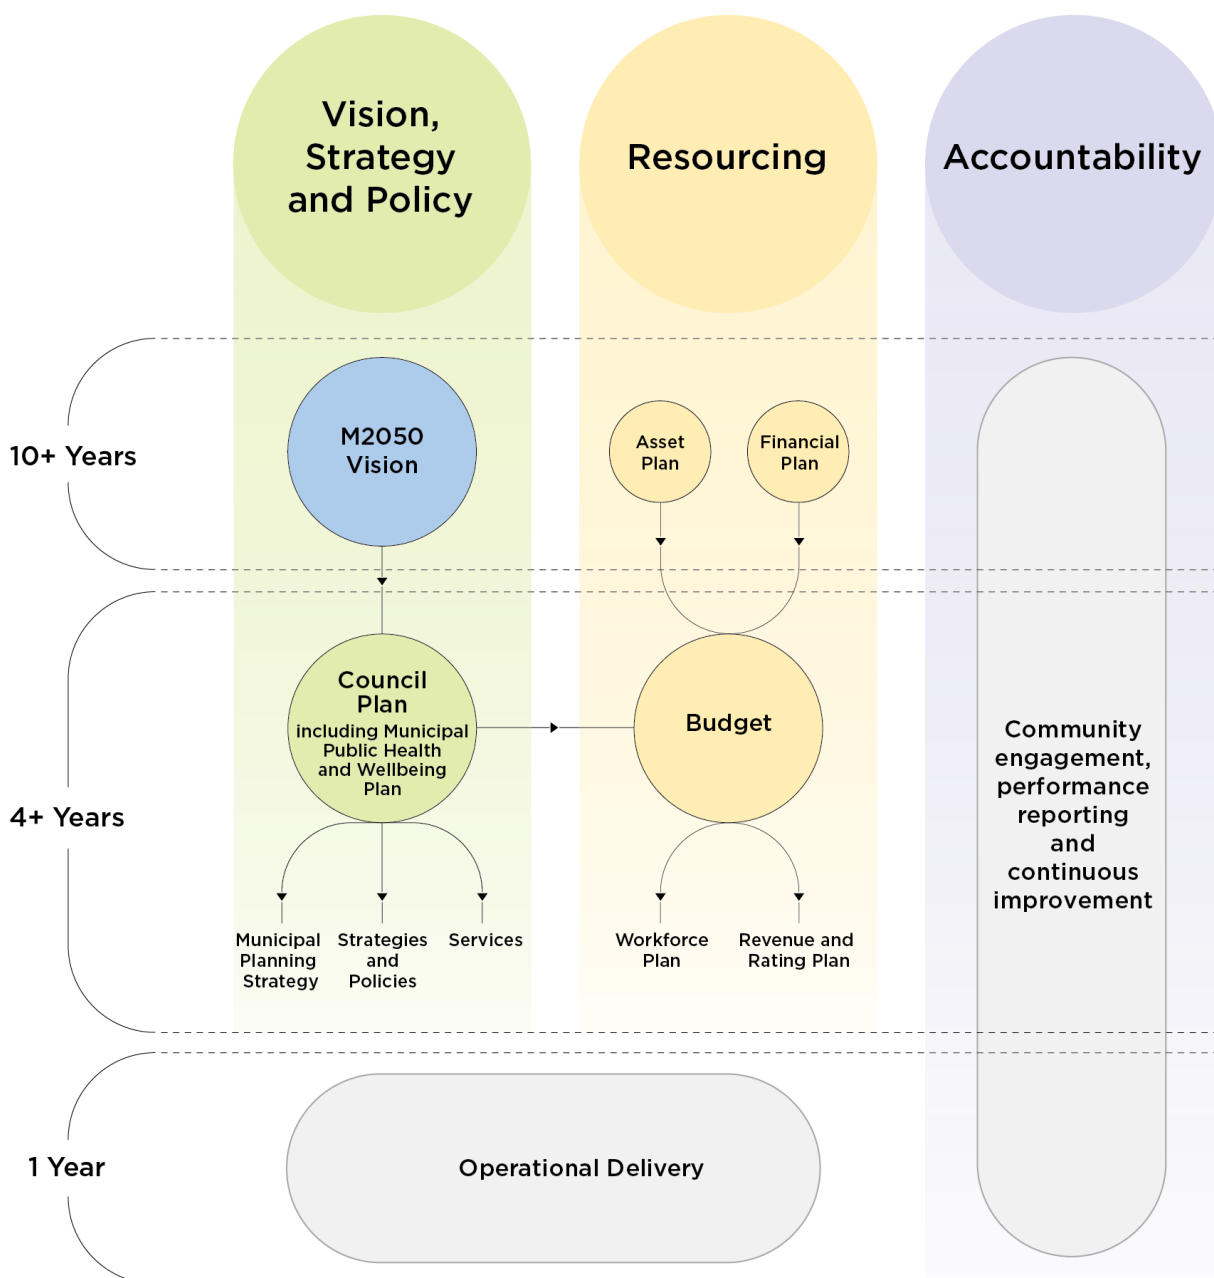 Vision,
Strategy
and Policy
Resourcing
Accountability
10+ Years
M2050
Vision
Asset
Plan
Financial
Plan
4+ Years
Council
Plan
including Municipal
Public Health
and Wellbeing
Plan
Budget
Community
engagement,
performance
reporting
and
continuous
improvement
Municipal
Planning
Strategy
Strategies
and
Policies
Services
Workforce
Plan
Revenue and
Rating Plan
1 Year
Operational Delivery